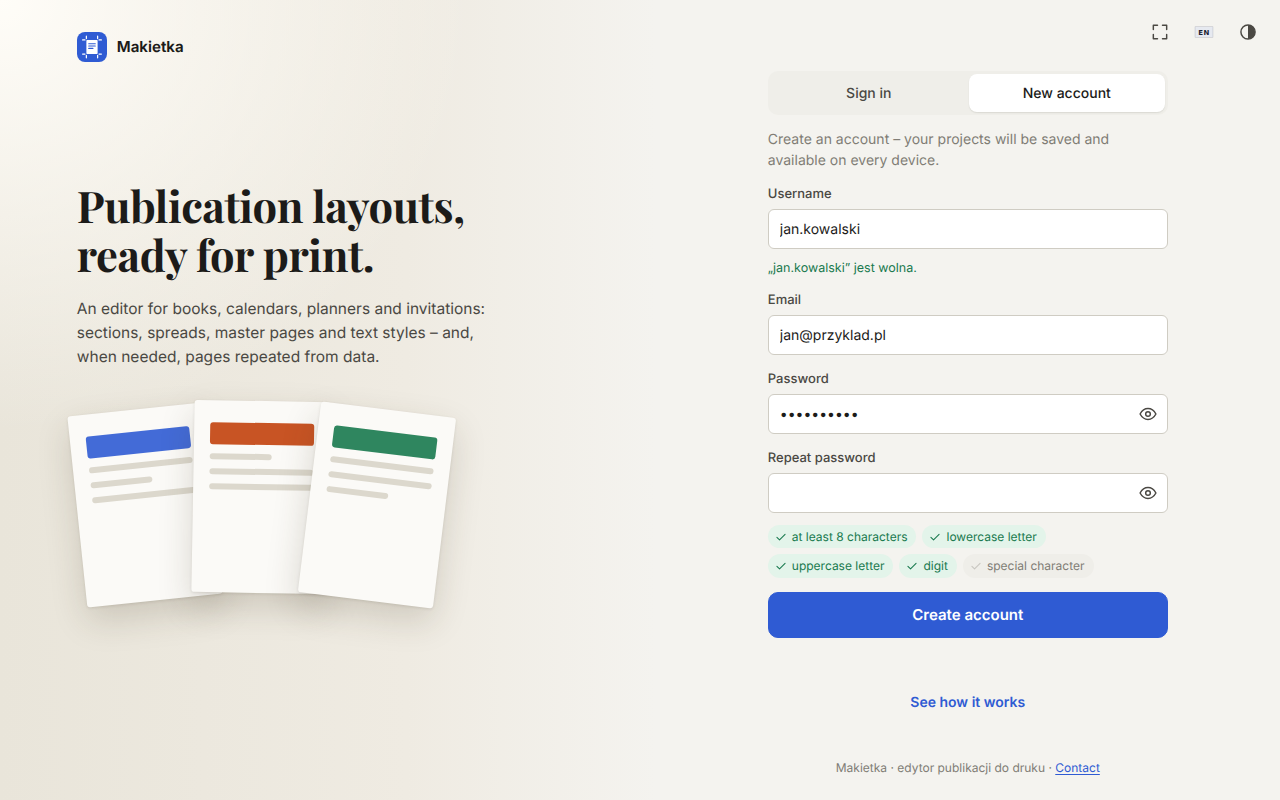 Makietka
EN
Publication layouts,
ready for print.
An editor for books, calendars, planners and invitations:
sections, spreads, master pages and text styles – and,
when needed, pages repeated from data.
Sign in
New account
Create an account – your projects will be saved and
available on every device.
Username
jan.kowalski
„jan.kowalski” jest wolna.
Email
jan@przyklad.pl
Password
••••••••••
Repeat password
at least 8 characters
lowercase letter
uppercase letter
digit
special character
Create account
See how it works
Makietka · edytor publikacji do druku · Contact